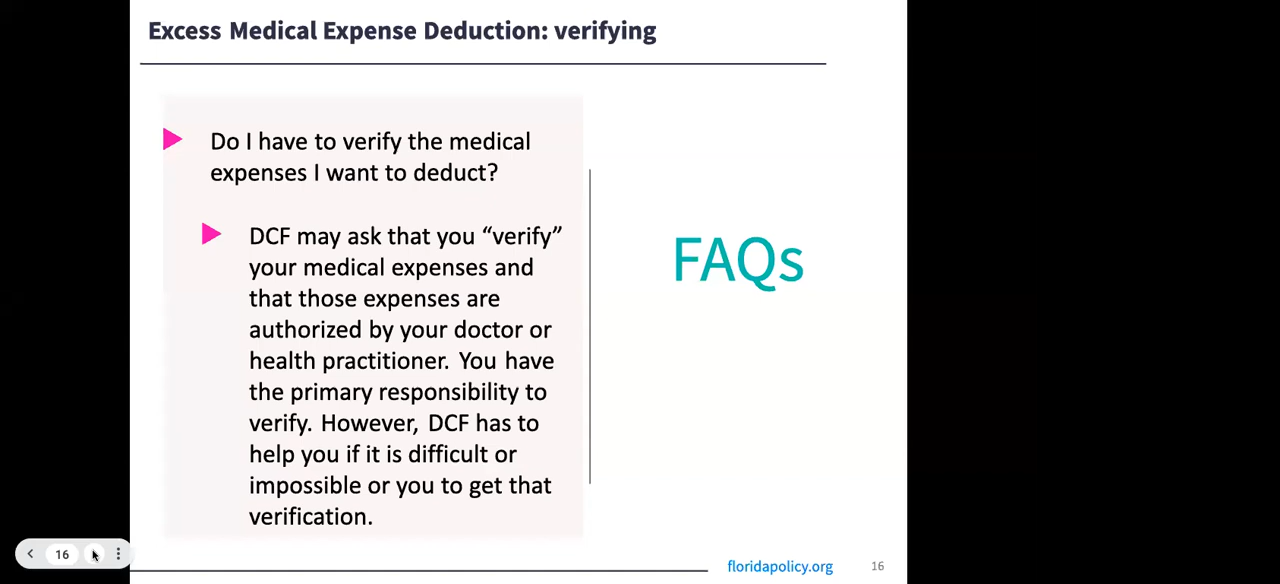 Excess Medical Expense Deduction: verifying
Do I have to verify the medical
expenses I want to deduct?
DCF may ask that you “verify”
your medical expenses and
that those expenses are
authorized by your doctor or
health practitioner. You have
the primary responsibility to
verify. However, DCF has to
help you if it is difficult or
impossible or you to get that
verification.
FAQs
16
floridapolicy.org
16